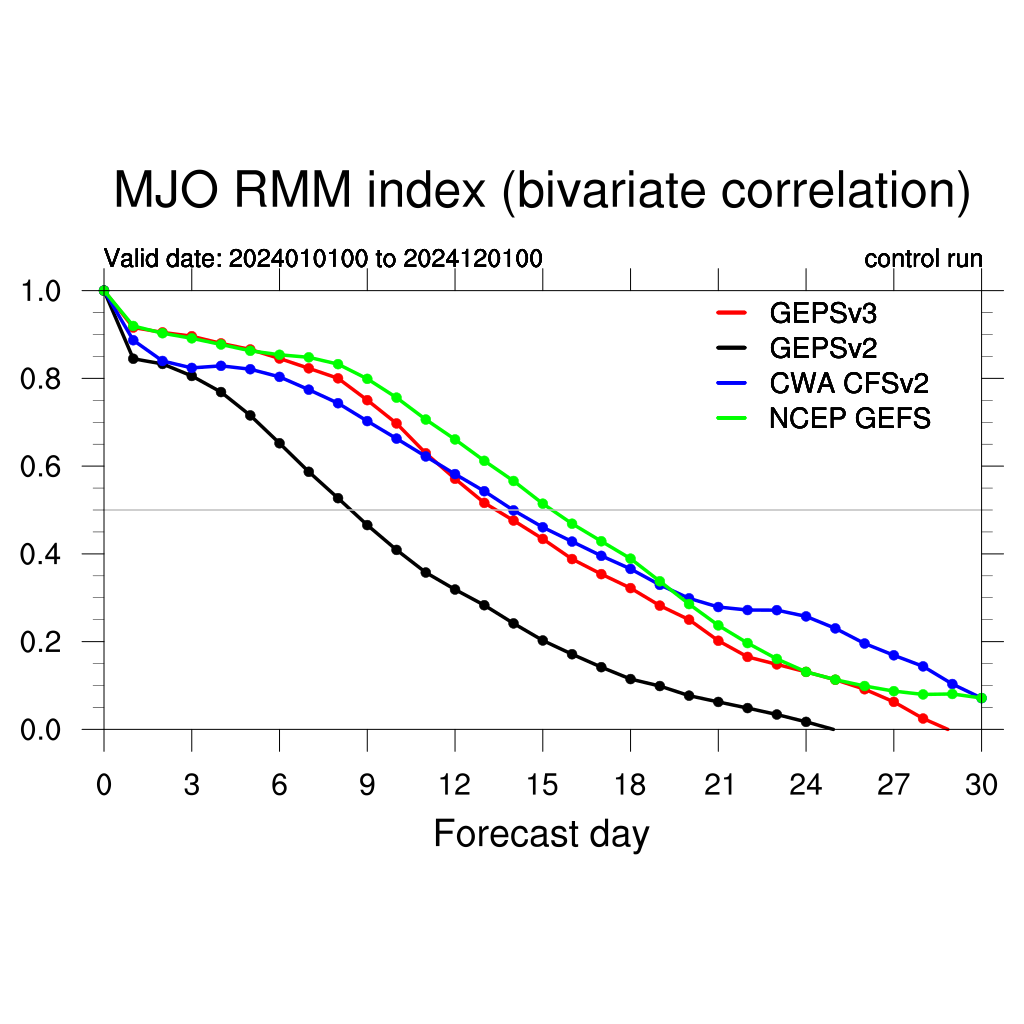 MJO RMM index (bivariate correlation)
Valid date: 2024010100 to 2024120100 control run
1.0
0.8
0.6
0.4
0.2
0.0
GEPSv3
GEPSv2
CWA CFSv2
NCEP GEFS
0 3 6 9 12 15 18 21 24 27 30
Forecast day